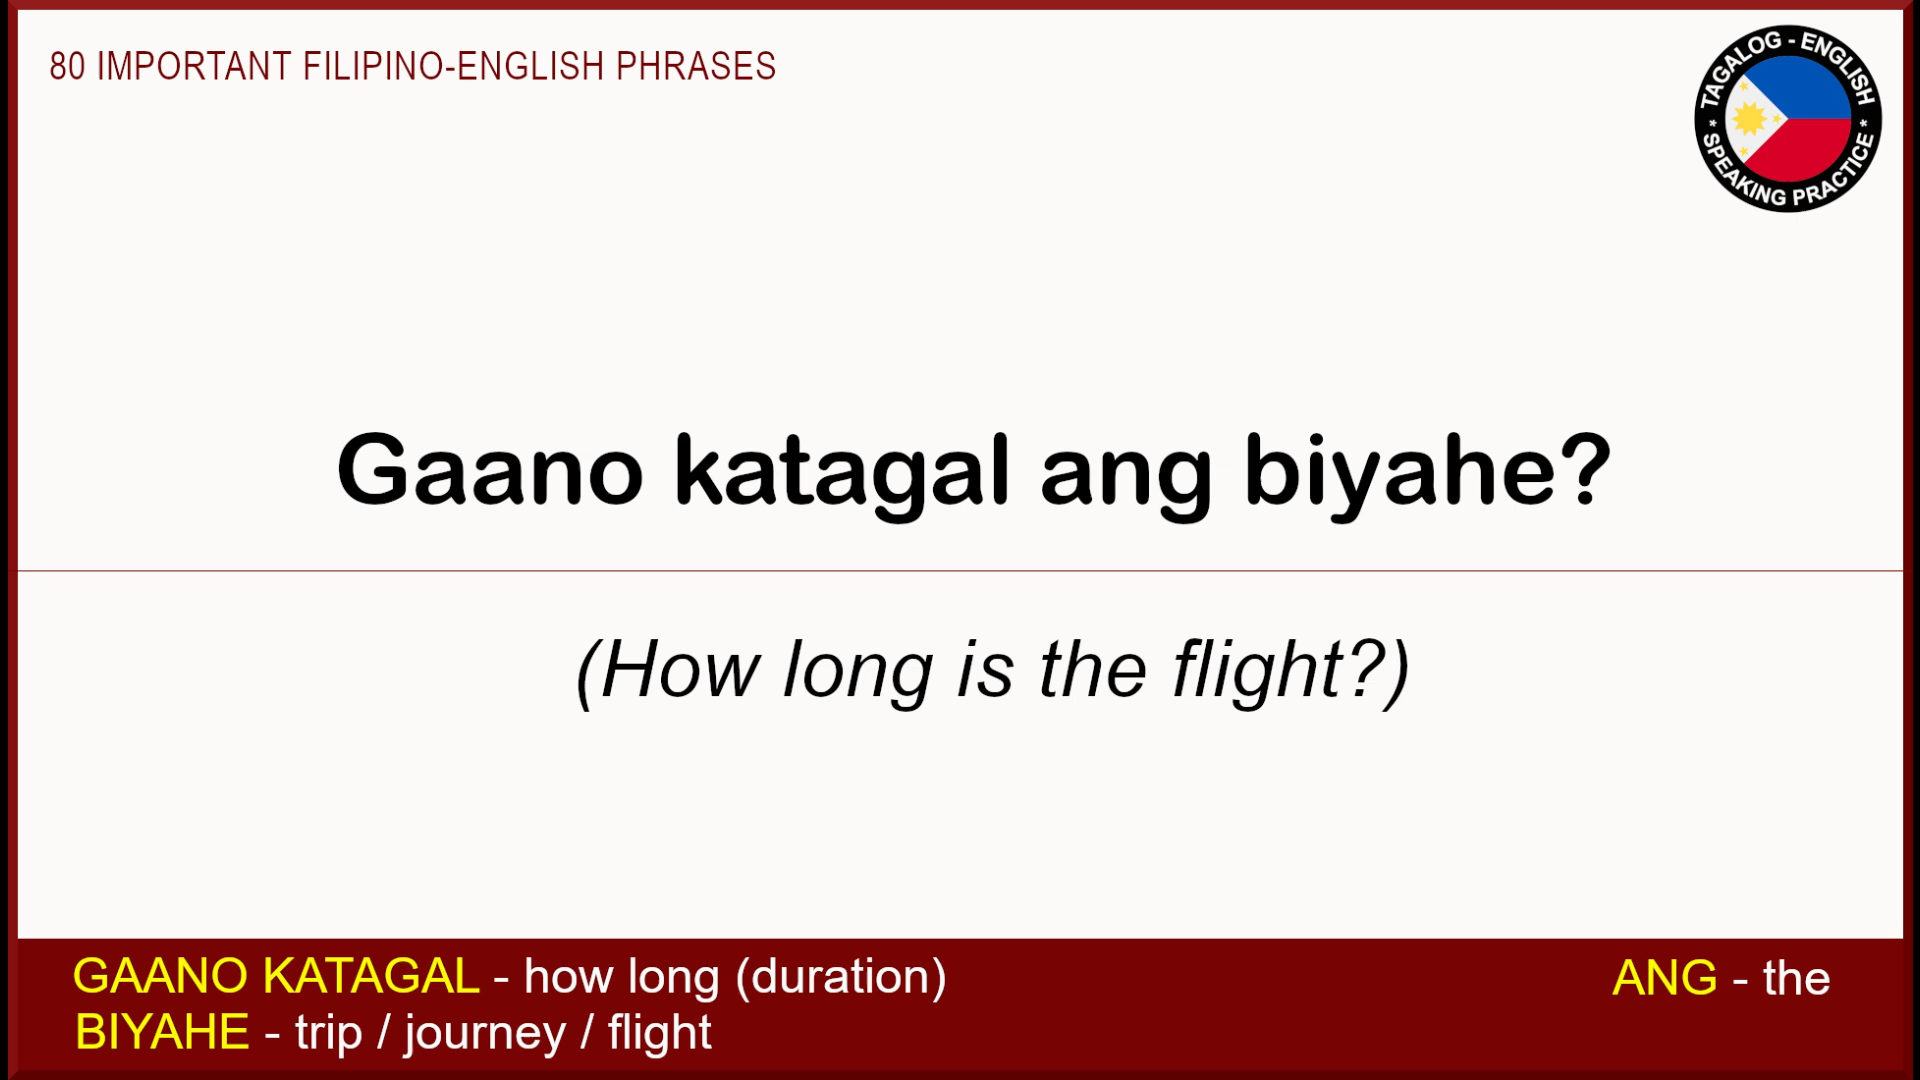 80 IMPORTANT FILIPINO-ENGLISH PHRASES
TAGALOG - ENGLISH
* SPEAKING PRACTICE *
Gaano katagal ang biyahe?
(How long is the flight?)
GAANO KATAGAL - how long (duration)
ANG - the
BIYAHE - trip / journey / flight